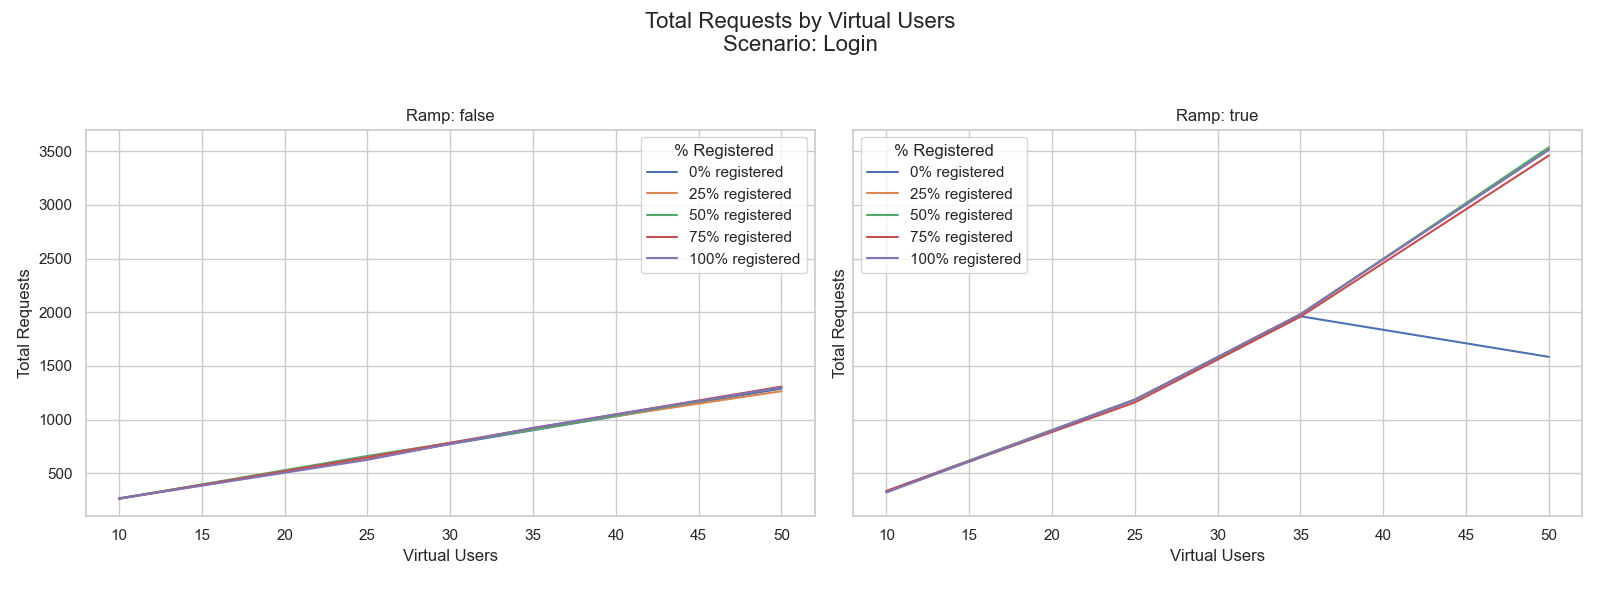 Total Requests by Virtual Users
Scenario: Login
Ramp: false
% Registered
0% registered
25% registered
50% registered
75% registered
100% registered
Total Requests
3500
3000
2500
2000
1500
1000
500
10 15 20 25 30 35 40 45 50
Virtual Users
Ramp: true
% Registered
0% registered
25% registered
50% registered
75% registered
100% registered
Total Requests
10 15 20 25 30 35 40 45 50
Virtual Users